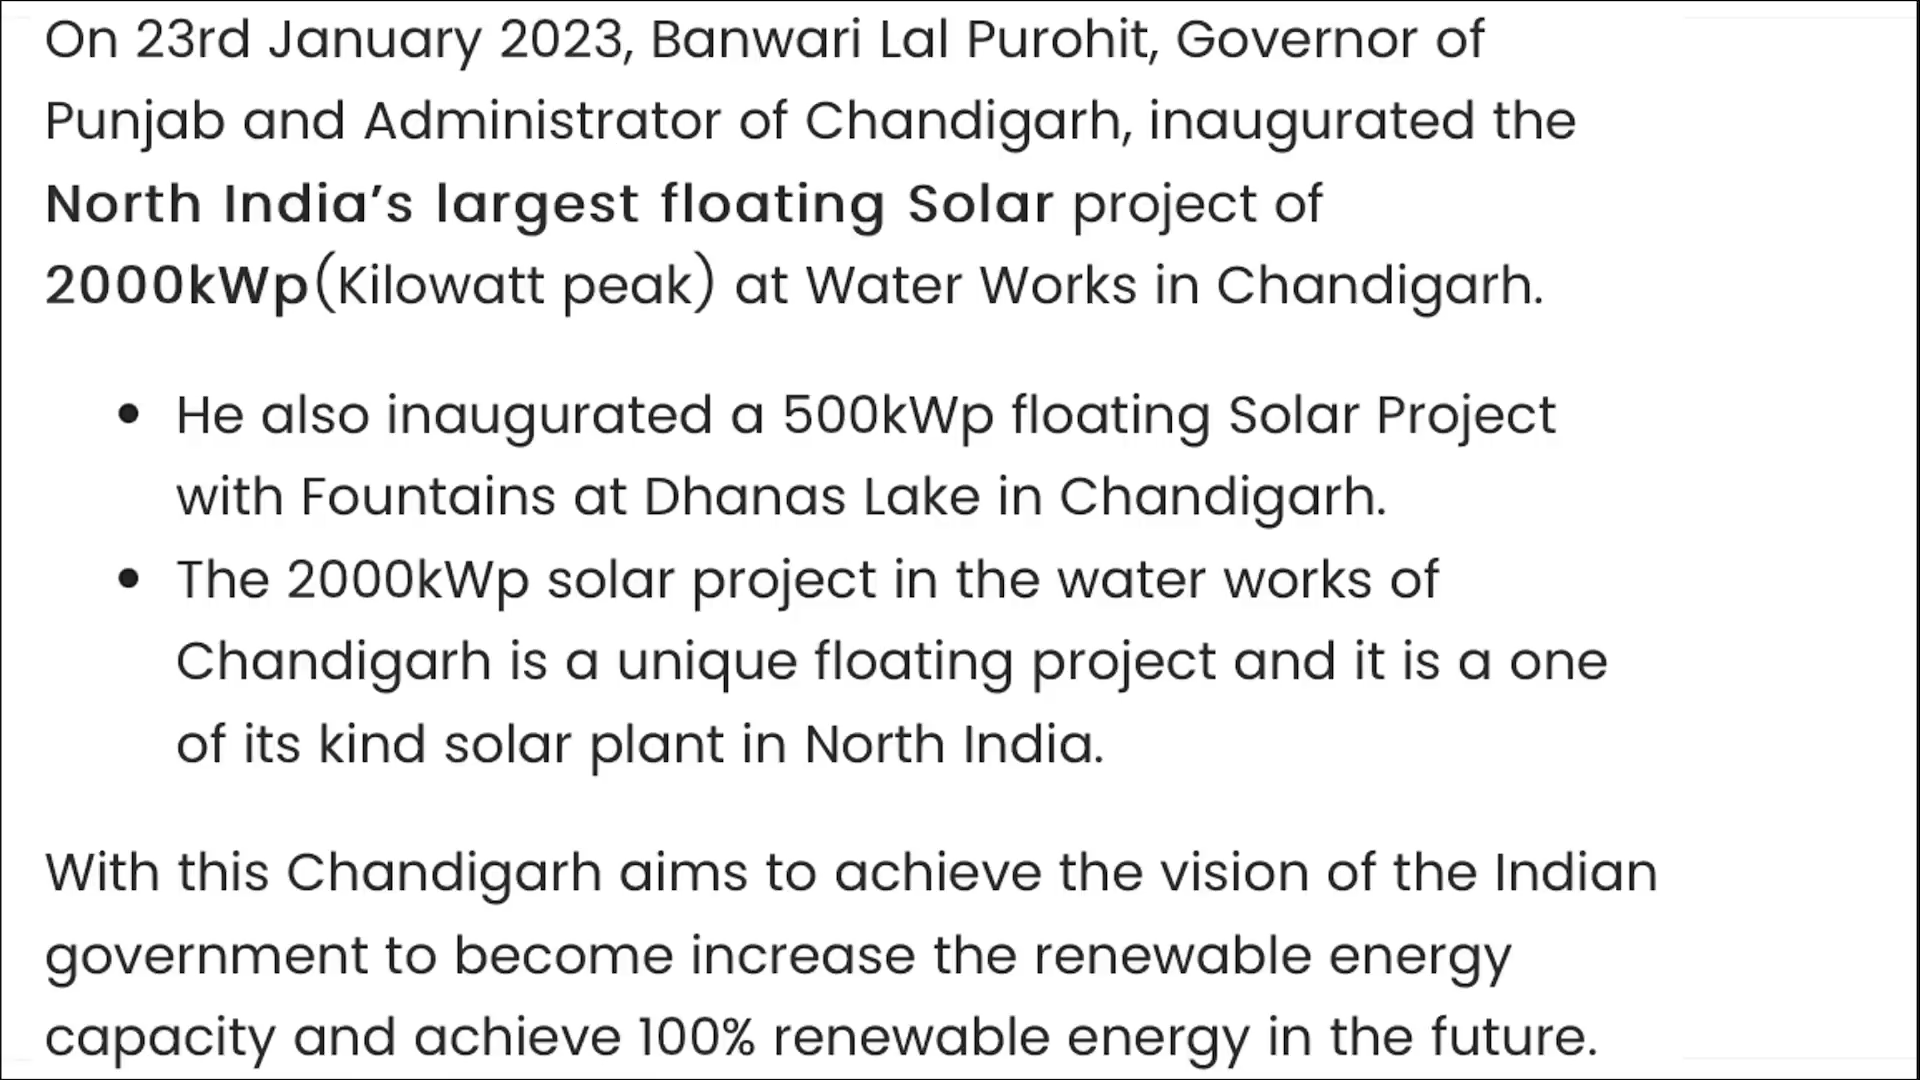 On 23rd January 2023, Banwari Lal Purohit, Governor of
Punjab and Administrator of Chandigarh, inaugurated the
North India’s largest floating Solar project of
2000kWp(Kilowatt peak) at Water Works in Chandigarh.
• He also inaugurated a 500kWp floating Solar Project
with Fountains at Dhanas Lake in Chandigarh.
• The 2000kWp solar project in the water works of
Chandigarh is a unique floating project and it is a one
of its kind solar plant in North India.
With this Chandigarh aims to achieve the vision of the Indian
government to become increase the renewable energy
capacity and achieve 100% renewable energy in the future.